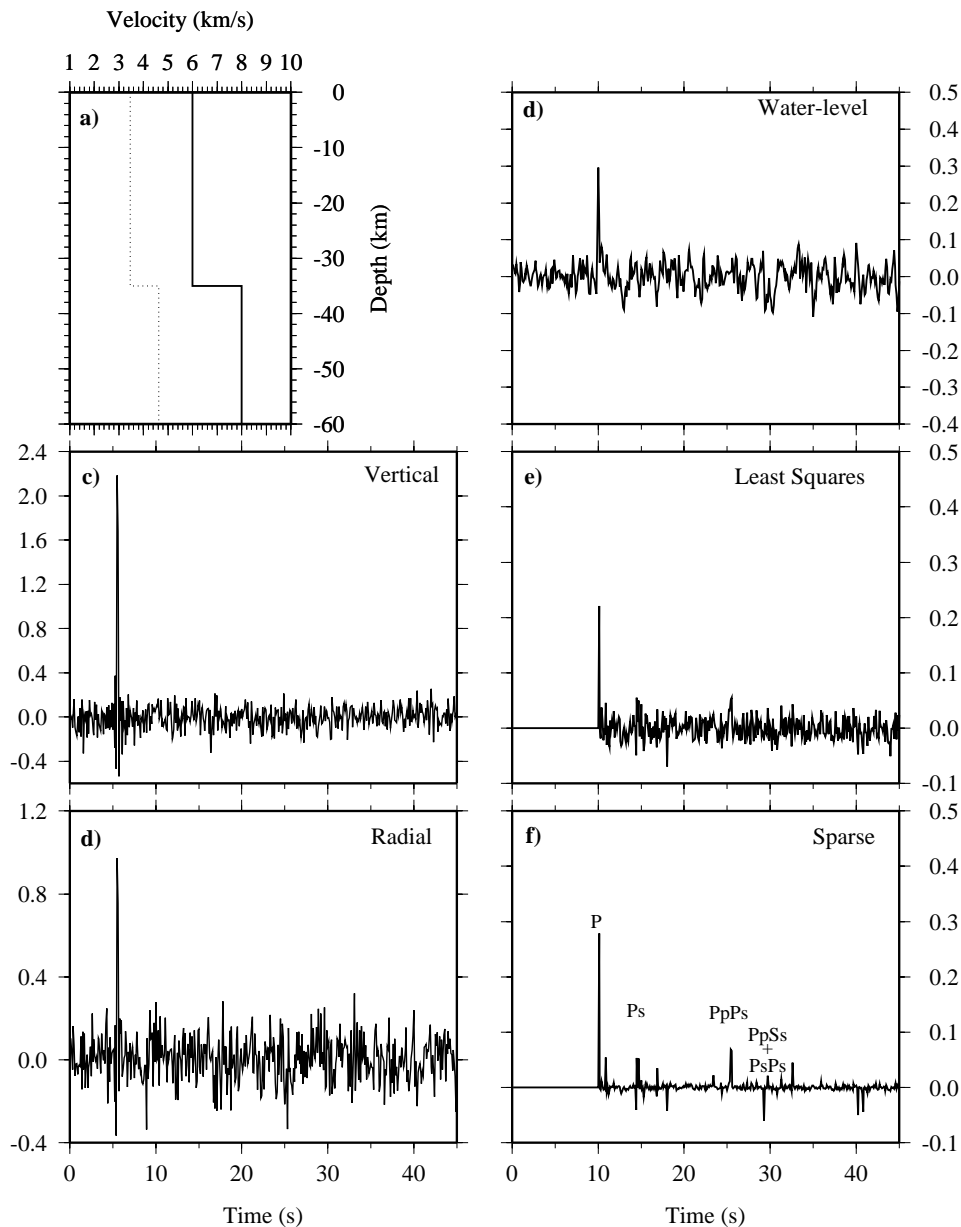 Velocity (km/s)
1 2 3 4 5 6 7 8 9 10
a)
0
-10
-20
-30
-40
-50
-60
Depth (km)
d)
Water-level
0.5
0.4
0.3
0.2
0.1
0.0
-0.1
-0.2
-0.3
-0.4
c)
Vertical
2.4
2.0
1.6
1.2
0.8
0.4
0.0
-0.4
e)
Least Squares
0.5
0.4
0.3
0.2
0.1
0.0
-0.1
d)
Radial
1.2
0.8
0.4
0.0
-0.4
0 10 20 30 40
Time (s)
f)
Sparse
P
Ps
PpPs
PpSs
+
PsPs
0.5
0.4
0.3
0.2
0.1
0.0
-0.1
0 10 20 30 40
Time (s)